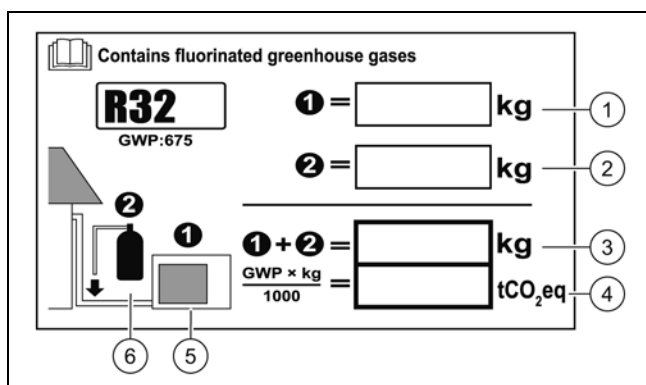 Contains fluorinated greenhouse gases
R32
GWP:675
❶ = kg ①
❷ = kg ②
❷
❶
❶+❷ = kg ③
GWP × kg
1000
= tCO₂eq ④
⑥ ⑤